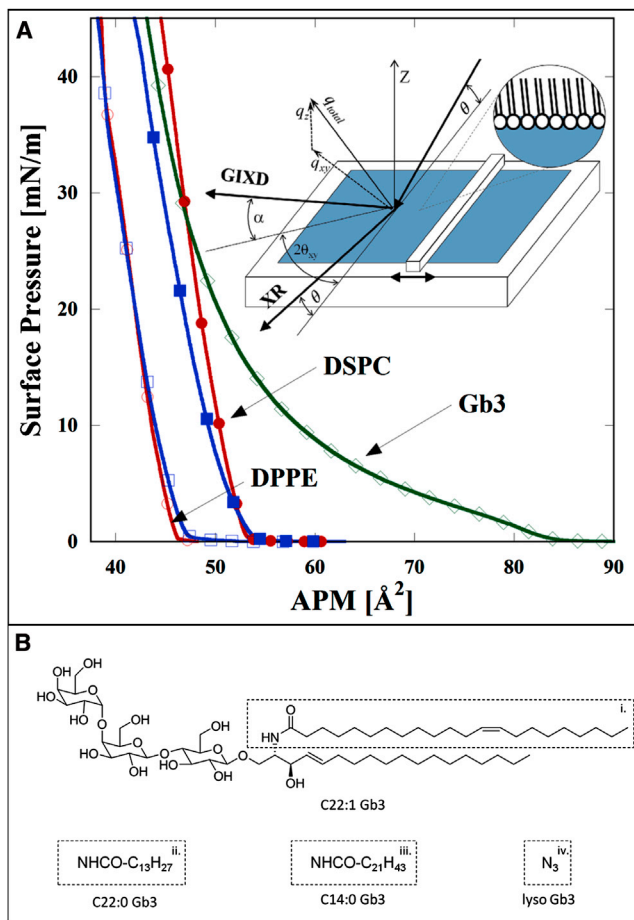 A
Surface Pressure [mN/m]
40
30
20
10
0
40 50 60 70 80 90
APM [Å²]
Z
θ
q_total
q_z
q_xy
GIXD
α
2θ_xy
XR
θ
DSPC
Gb3
DPPE
B
OH
OH
HO
HO
O
OH
O
OH
O
HO
OH
O
OH
O
HO
OH
O
i.
O
NH
OH
C22:1 Gb3
ii.
NHCO-C₁₃H₂₇
C22:0 Gb3
iii.
NHCO-C₂₁H₄₃
C14:0 Gb3
iv.
N₃
lyso Gb3